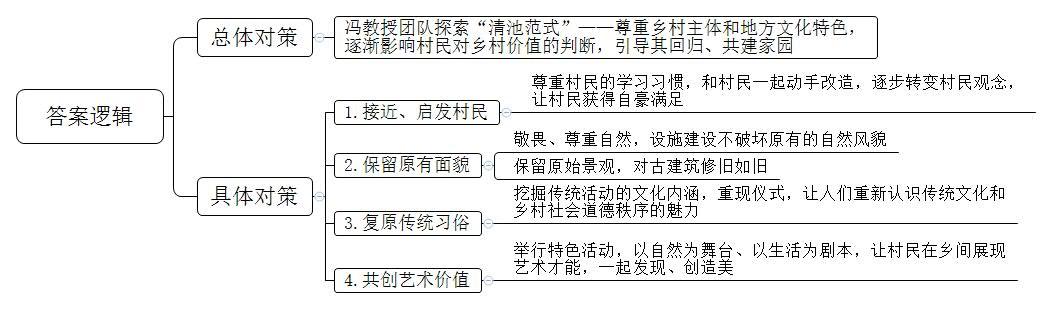 答案逻辑
总体对策
冯教授团队探索“清池范式”——尊重乡村主体和地方文化特色，
逐渐影响村民对乡村价值的判断，引导其回归、共建家园
具体对策
1.接近、启发村民
尊重村民的学习习惯，和村民一起动手改造，逐步转变村民观念，
让村民获得自豪满足
2.保留原有面貌
敬畏、尊重自然，设施建设不破坏原有的自然风貌
保留原始景观，对古建筑修旧如旧
3.复原传统习俗
挖掘传统活动的文化内涵，重现仪式，让人们重新认识传统文化和
乡村社会道德秩序的魅力
4.共创艺术价值
举行特色活动，以自然为舞台、以生活为剧本，让村民在乡间展现
艺术才能，一起发现、创造美